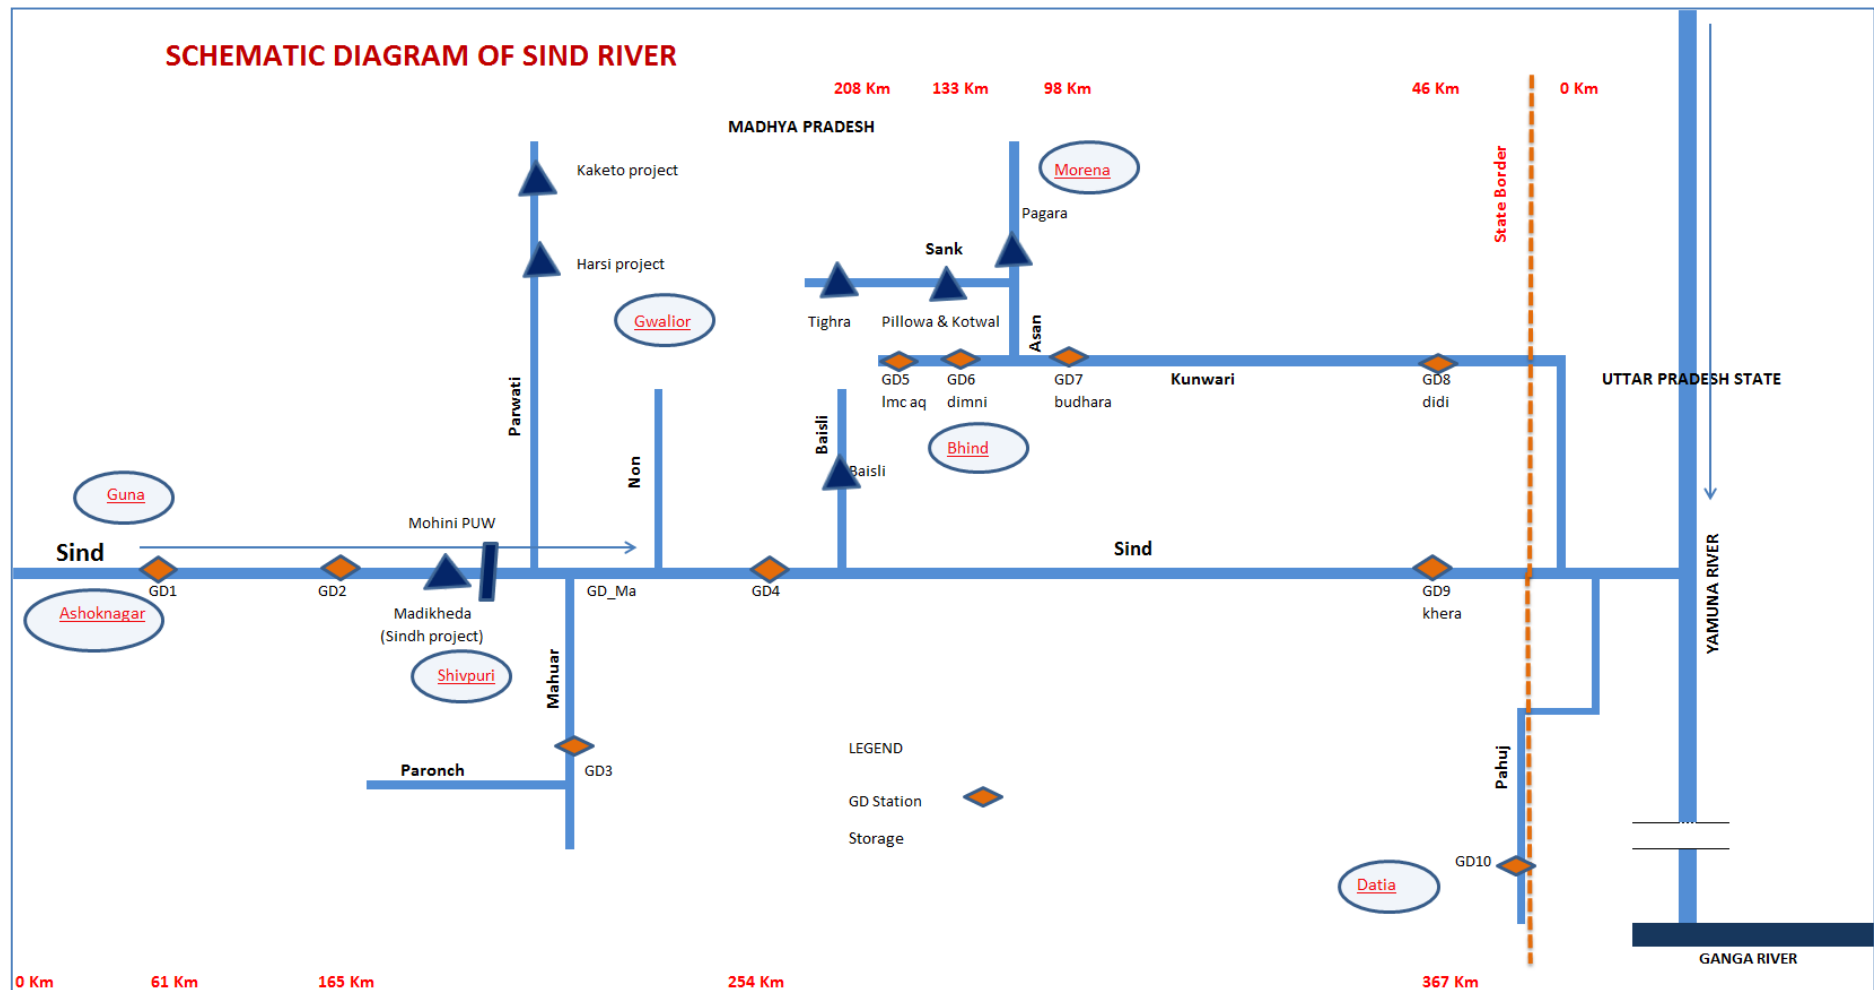 SCHEMATIC DIAGRAM OF SIND RIVER
208 Km
133 Km
98 Km
46 Km
0 Km
MADHYA PRADESH
State Border
Kaketo project
Morena
Pagara
Harsi project
Sank
Gwalior
Tighra
Pillowa & Kotwal
Asan
GD5
lmc aq
GD6
dimni
GD7
budhara
Kunwari
GD8
didi
UTTAR PRADESH STATE
Parwati
Non
Baisli
Baisli
Bhind
Guna
Mohini PUW
Sind
Sind
YAMUNA RIVER
GD1
GD2
GD_Ma
GD4
GD9
khera
Ashoknagar
Madikheda
(Sindh project)
Shivpuri
Mahuar
Paronch
GD3
LEGEND
GD Station
Storage
Pahuj
GD10
Datia
GANGA RIVER
0 Km
61 Km
165 Km
254 Km
367 Km